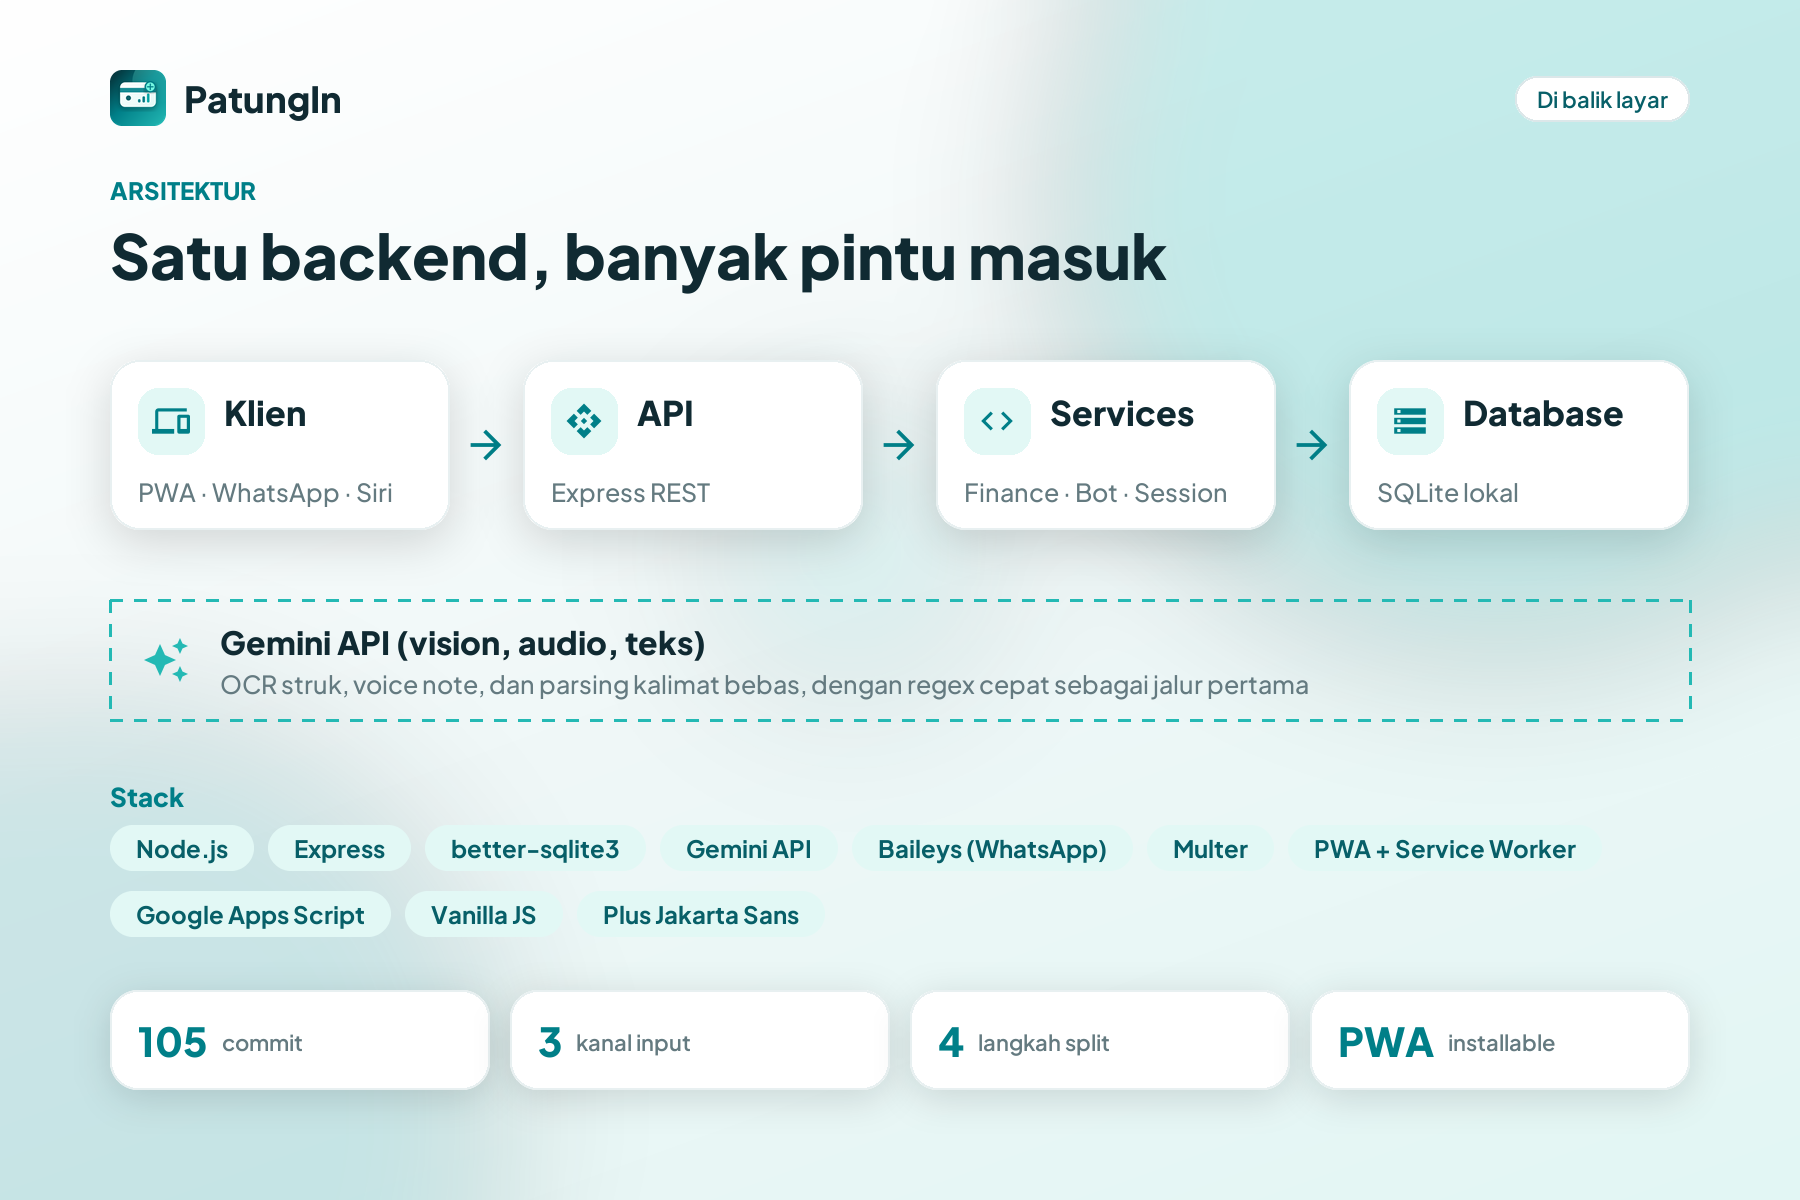 PatungIn
Di balik layar
ARSITEKTUR
Satu backend, banyak pintu masuk
Klien
PWA · WhatsApp · Siri
API
Express REST
Services
Finance · Bot · Session
Database
SQLite lokal
Gemini API (vision, audio, teks)
OCR struk, voice note, dan parsing kalimat bebas, dengan regex cepat sebagai jalur pertama
Stack
Node.js Express better-sqlite3 Gemini API Baileys (WhatsApp) Multer PWA + Service Worker
Google Apps Script Vanilla JS Plus Jakarta Sans
105 commit
3 kanal input
4 langkah split
PWA installable